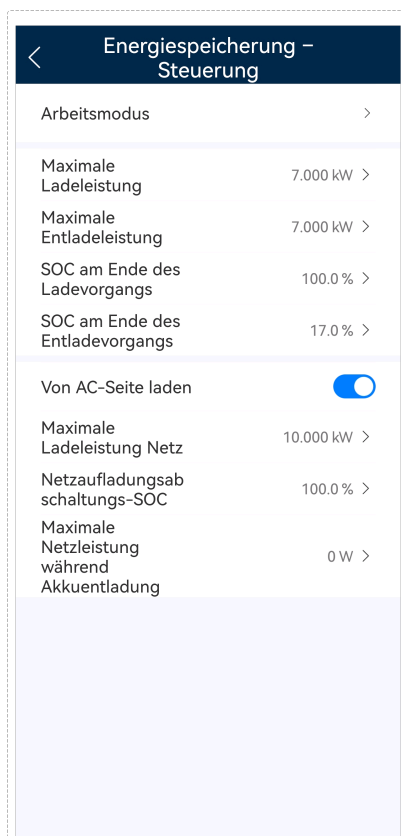 Energiespeicherung –
Steuerung
Arbeitsmodus
Maximale
Ladeleistung
7.000 kW
Maximale
Entladeleistung
7.000 kW
SOC am Ende des
Ladevorgangs
100.0 %
SOC am Ende des
Entladevorgangs
17.0 %
Von AC-Seite laden
Maximale
Ladeleistung Netz
10.000 kW
Netzaufladungsab
schaltungs-SOC
100.0 %
Maximale
Netzleistung
während
Akkuentladung
0 W